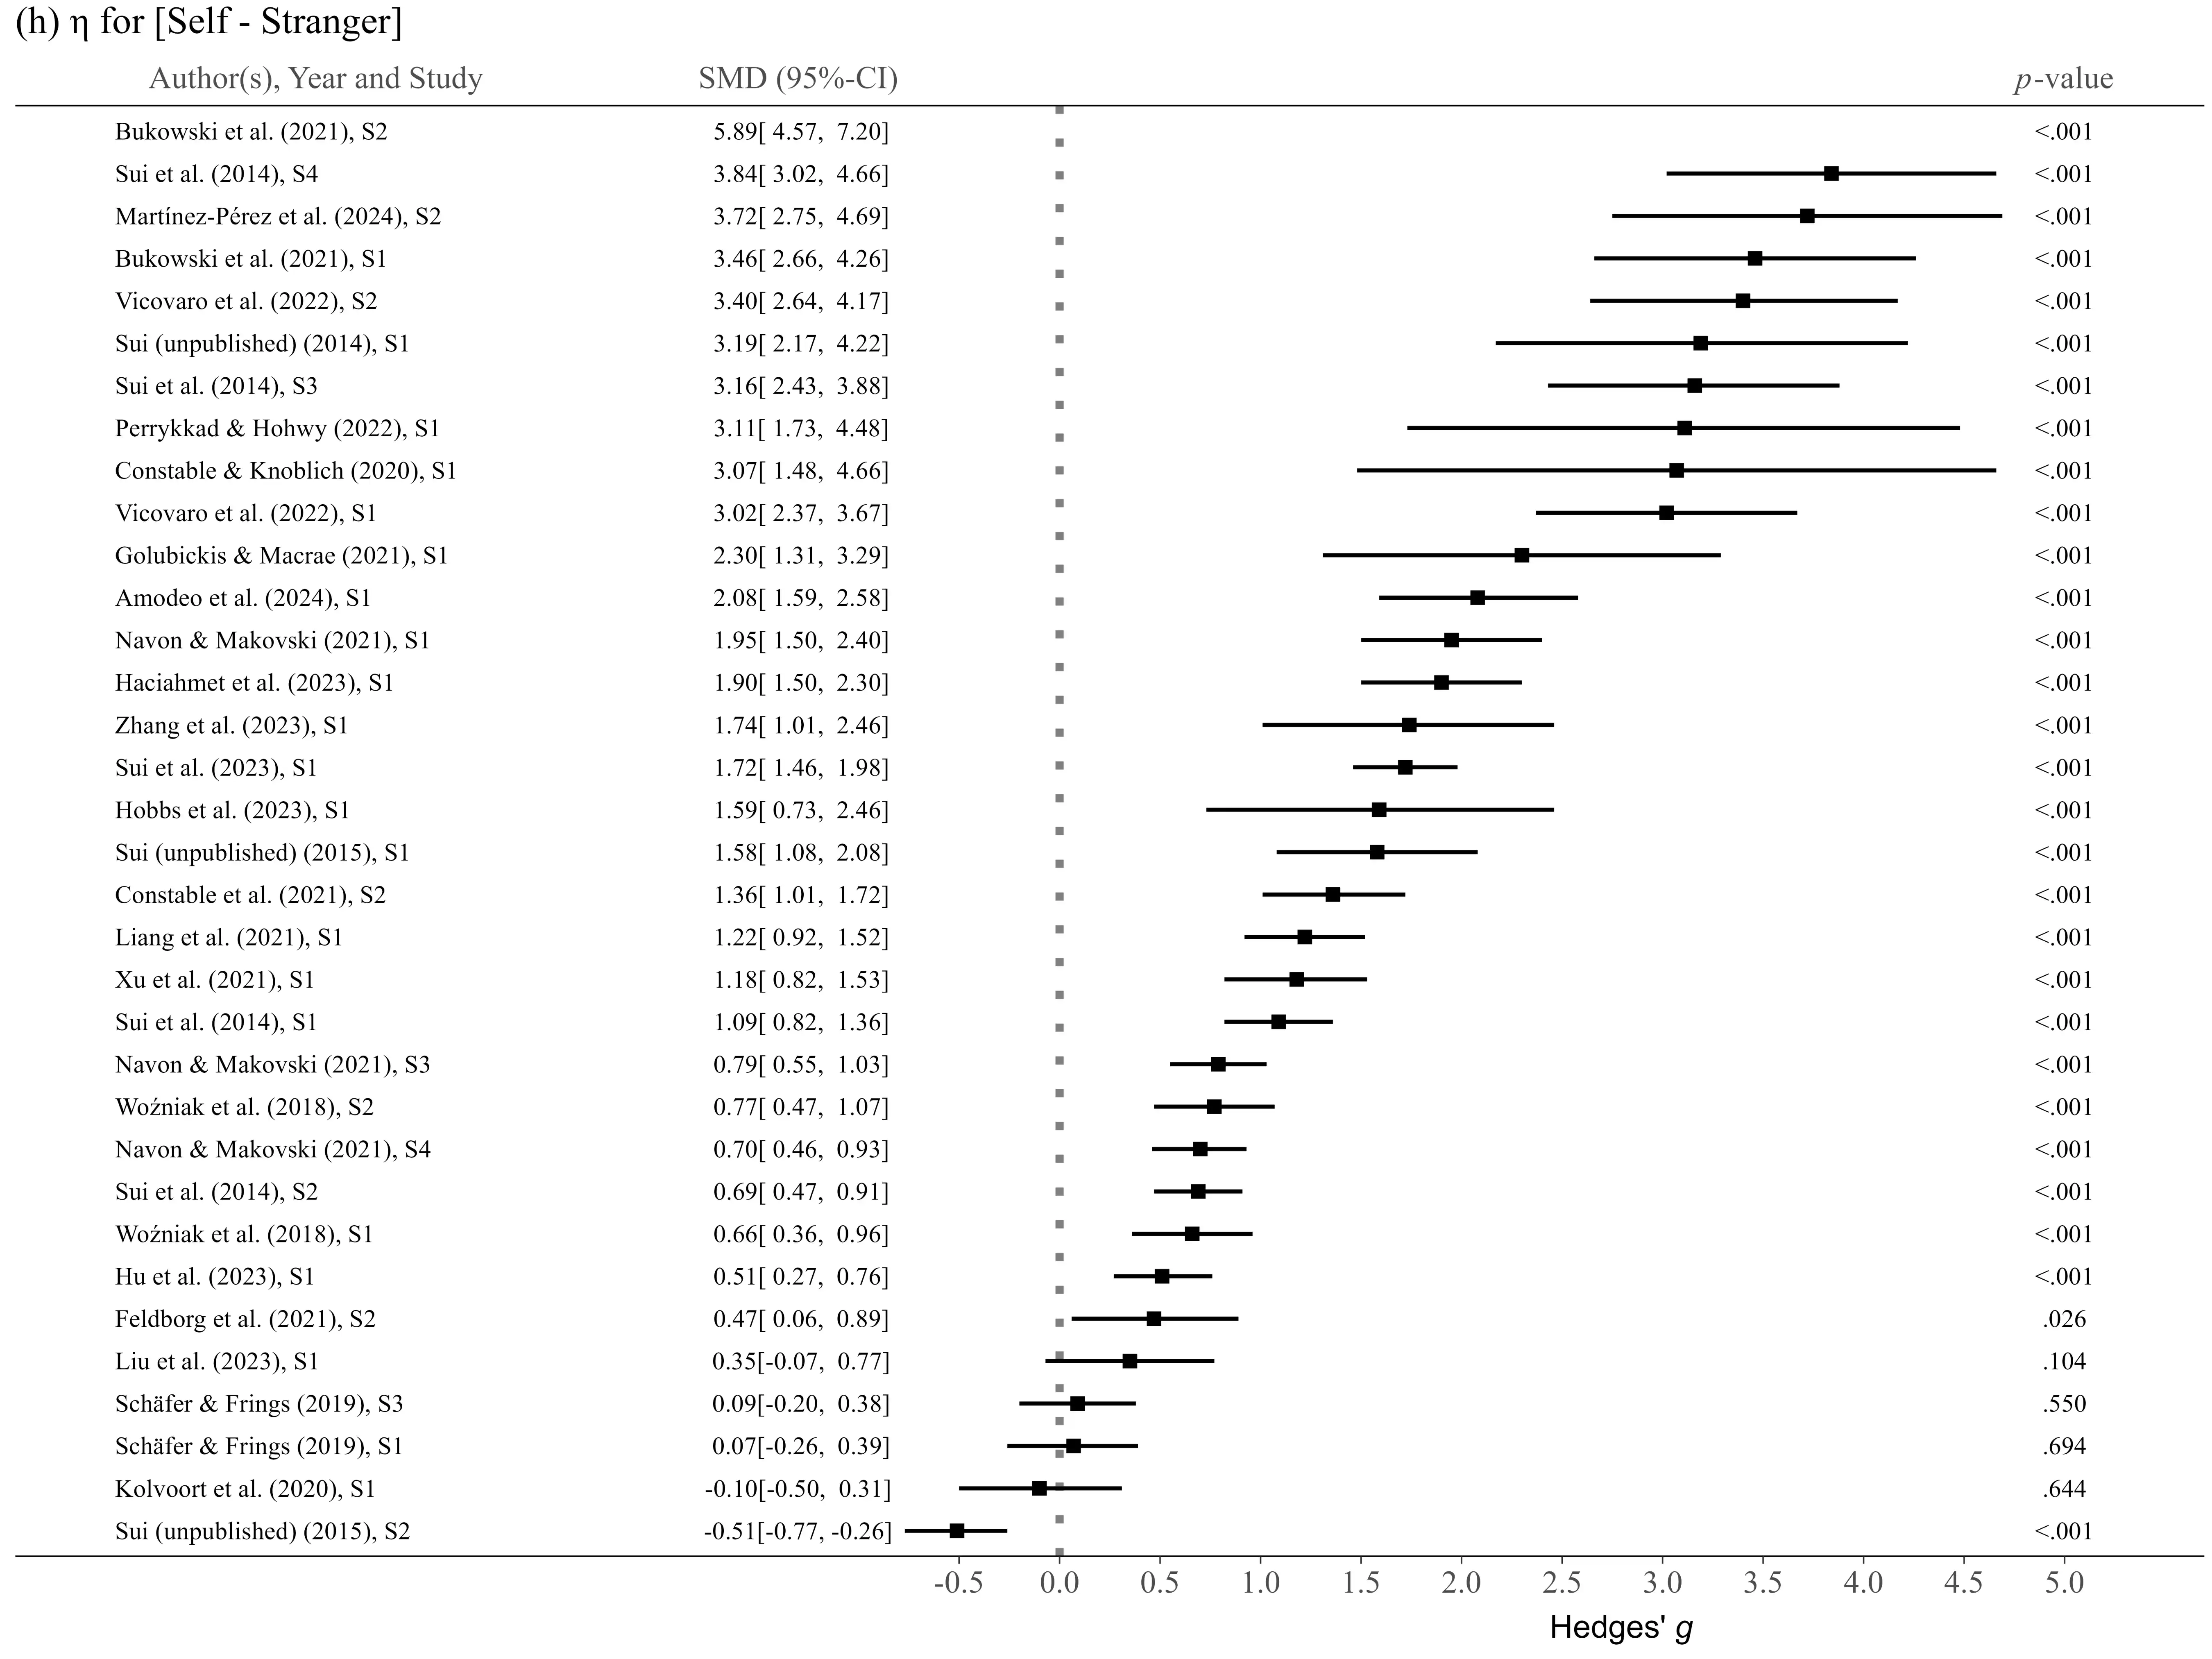 (h) η for [Self - Stranger]
Author(s), Year and Study SMD (95%-CI) p-value
Bukowski et al. (2021), S2 5.89[ 4.57, 7.20] <.001
Sui et al. (2014), S4 3.84[ 3.02, 4.66] <.001
Martínez-Pérez et al. (2024), S2 3.72[ 2.75, 4.69] <.001
Bukowski et al. (2021), S1 3.46[ 2.66, 4.26] <.001
Vicovaro et al. (2022), S2 3.40[ 2.64, 4.17] <.001
Sui (unpublished) (2014), S1 3.19[ 2.17, 4.22] <.001
Sui et al. (2014), S3 3.16[ 2.43, 3.88] <.001
Perrykkad & Hohwy (2022), S1 3.11[ 1.73, 4.48] <.001
Constable & Knoblich (2020), S1 3.07[ 1.48, 4.66] <.001
Vicovaro et al. (2022), S1 3.02[ 2.37, 3.67] <.001
Golubickis & Macrae (2021), S1 2.30[ 1.31, 3.29] <.001
Amodeo et al. (2024), S1 2.08[ 1.59, 2.58] <.001
Navon & Makovski (2021), S1 1.95[ 1.50, 2.40] <.001
Haciahmet et al. (2023), S1 1.90[ 1.50, 2.30] <.001
Zhang et al. (2023), S1 1.74[ 1.01, 2.46] <.001
Sui et al. (2023), S1 1.72[ 1.46, 1.98] <.001
Hobbs et al. (2023), S1 1.59[ 0.73, 2.46] <.001
Sui (unpublished) (2015), S1 1.58[ 1.08, 2.08] <.001
Constable et al. (2021), S2 1.36[ 1.01, 1.72] <.001
Liang et al. (2021), S1 1.22[ 0.92, 1.52] <.001
Xu et al. (2021), S1 1.18[ 0.82, 1.53] <.001
Sui et al. (2014), S1 1.09[ 0.82, 1.36] <.001
Navon & Makovski (2021), S3 0.79[ 0.55, 1.03] <.001
Woźniak et al. (2018), S2 0.77[ 0.47, 1.07] <.001
Navon & Makovski (2021), S4 0.70[ 0.46, 0.93] <.001
Sui et al. (2014), S2 0.69[ 0.47, 0.91] <.001
Woźniak et al. (2018), S1 0.66[ 0.36, 0.96] <.001
Hu et al. (2023), S1 0.51[ 0.27, 0.76] <.001
Feldborg et al. (2021), S2 0.47[ 0.06, 0.89] .026
Liu et al. (2023), S1 0.35[-0.07, 0.77] .104
Schäfer & Frings (2019), S3 0.09[-0.20, 0.38] .550
Schäfer & Frings (2019), S1 0.07[-0.26, 0.39] .694
Kolvoort et al. (2020), S1 -0.10[-0.50, 0.31] .644
Sui (unpublished) (2015), S2 -0.51[-0.77, -0.26] <.001
-0.5 0.0 0.5 1.0 1.5 2.0 2.5 3.0 3.5 4.0 4.5 5.0
Hedges' g